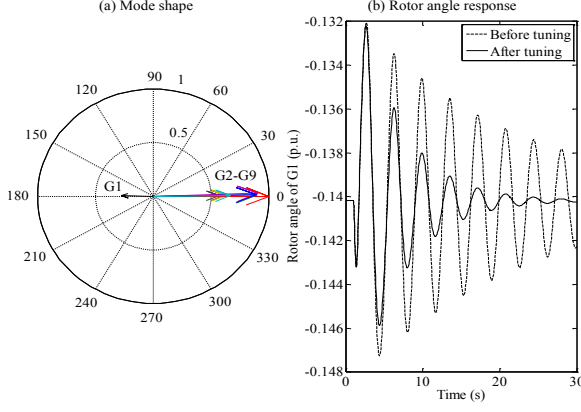 (a) Mode shape
90
1
120
60
0.5
150
30
G1
G2-G9
180
0
210
330
240
300
270
(b) Rotor angle response
Before tuning
After tuning
Rotor angle of G1 (p.u.)
-0.132
-0.134
-0.136
-0.138
-0.14
-0.142
-0.144
-0.146
-0.148
0 10 20 30
Time (s)